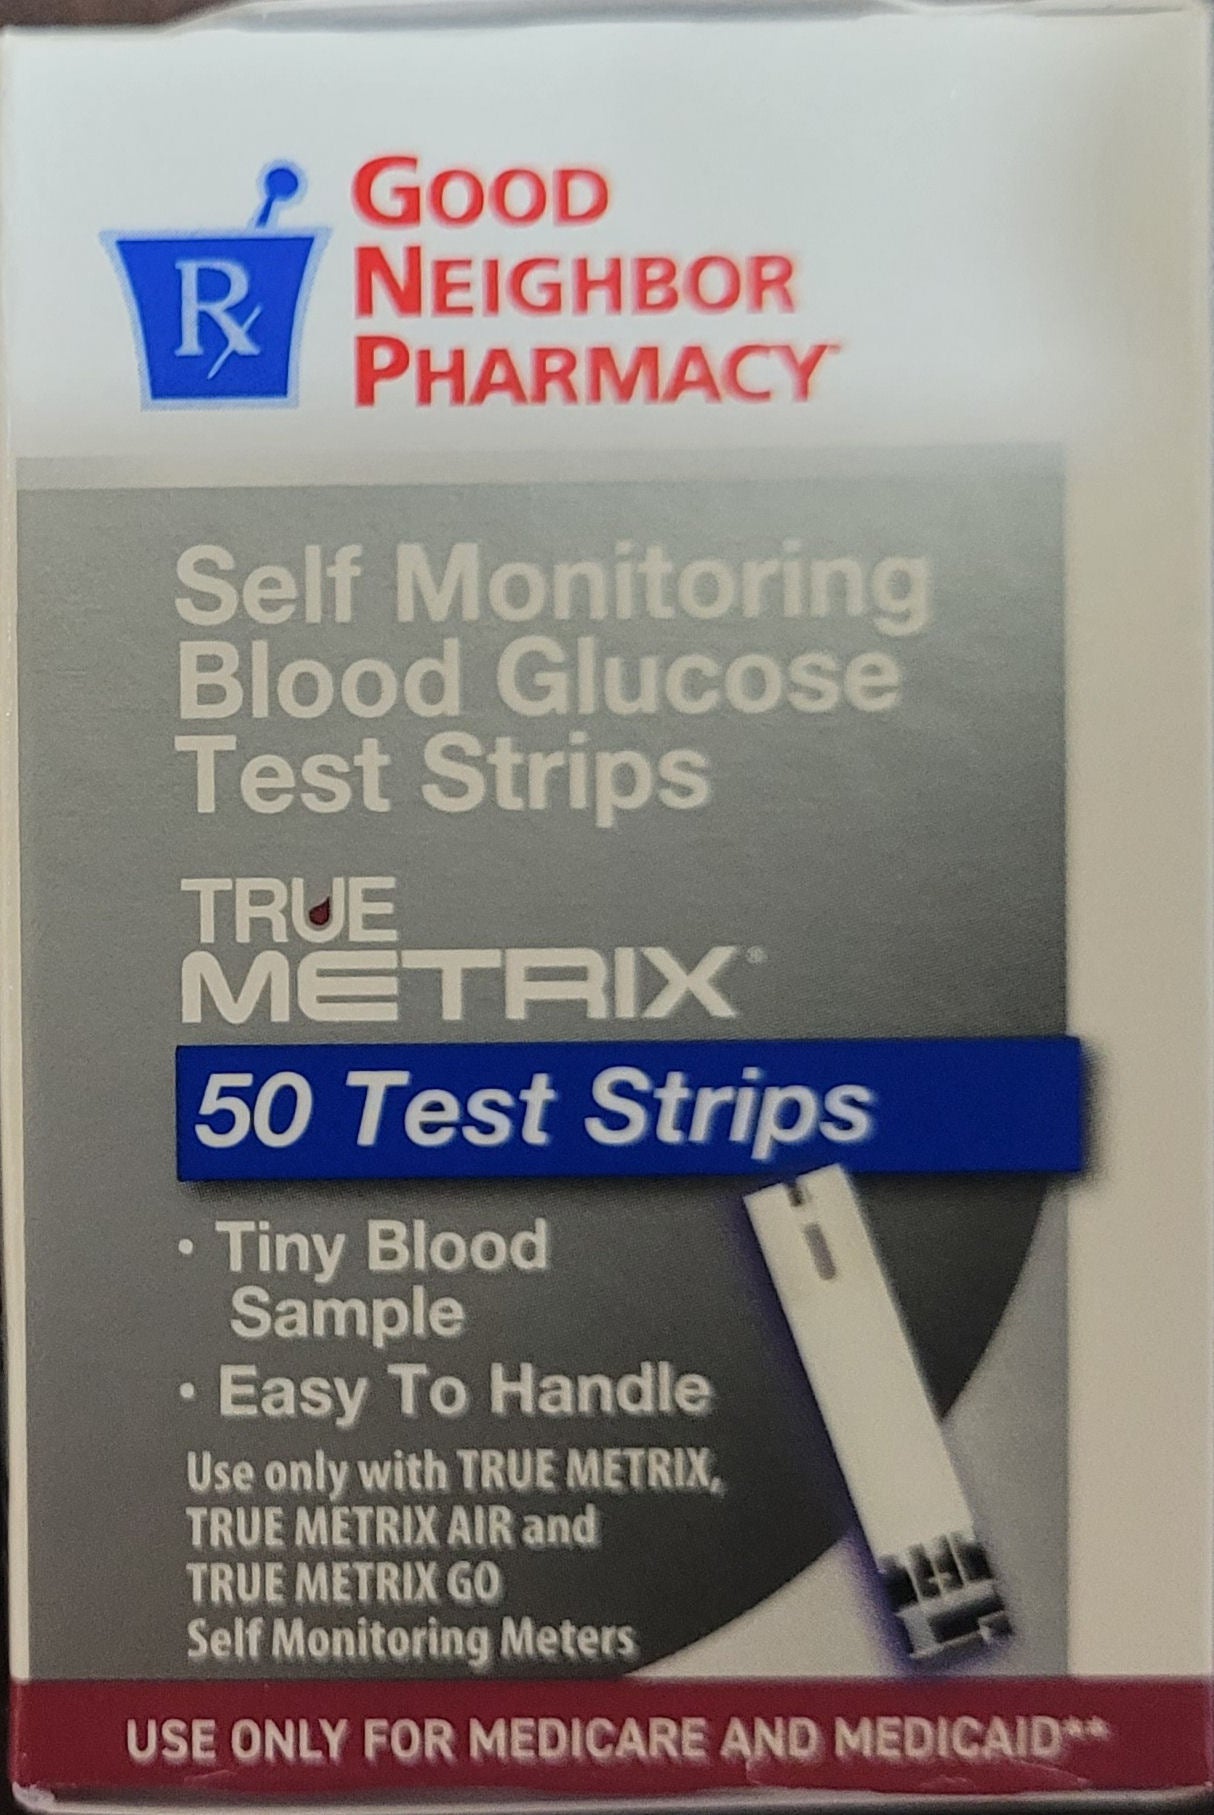 Rx
GOOD
NEIGHBOR
PHARMACY™
Self Monitoring
Blood Glucose
Test Strips
TRUE
METRIX®
50 Test Strips
· Tiny Blood
Sample
· Easy To Handle
Use only with TRUE METRIX,
TRUE METRIX AIR and
TRUE METRIX GO
Self Monitoring Meters
USE ONLY FOR MEDICARE AND MEDICAID**